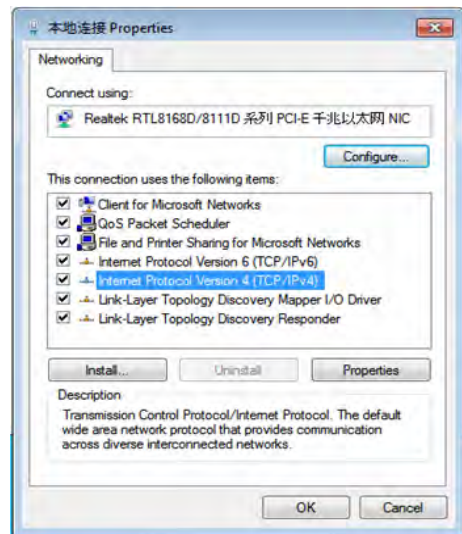 本地连接 Properties
Networking
Connect using:
Realtek RTL8168D/8111D 系列 PCI-E 千兆以太网 NIC
Configure...
This connection uses the following items:
Client for Microsoft Networks
QoS Packet Scheduler
File and Printer Sharing for Microsoft Networks
Internet Protocol Version 6 (TCP/IPv6)
Internet Protocol Version 4 (TCP/IPv4)
Link-Layer Topology Discovery Mapper I/O Driver
Link-Layer Topology Discovery Responder
Install... Uninstall Properties
Description
Transmission Control Protocol/Internet Protocol. The default
wide area network protocol that provides communication
across diverse interconnected networks.
OK Cancel